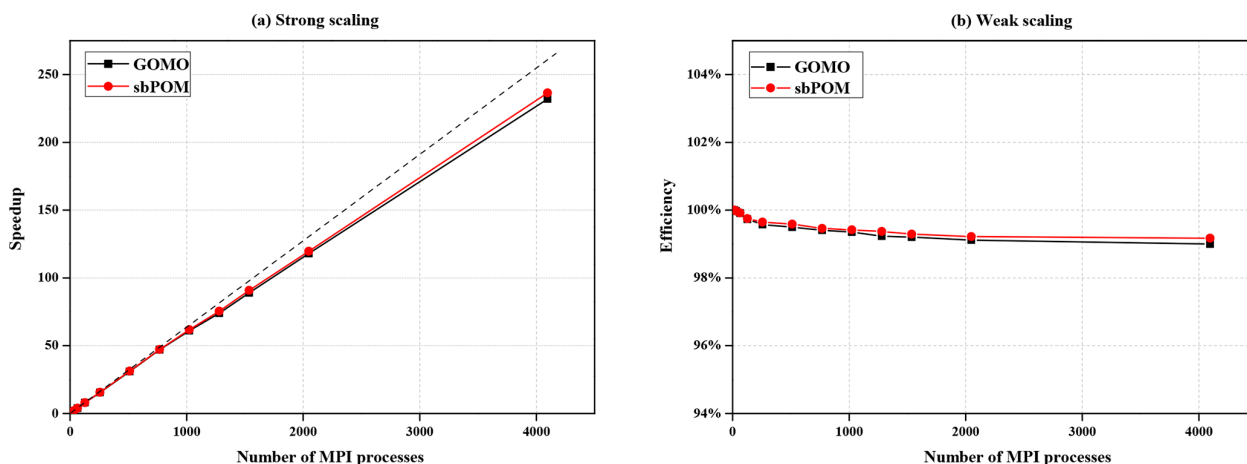 (a) Strong scaling
GOMO
sbPOM
250
200
150
100
50
0
0 1000 2000 3000 4000
Speedup
Number of MPI processes
(b) Weak scaling
GOMO
sbPOM
104%
102%
100%
98%
96%
94%
0 1000 2000 3000 4000
Efficiency
Number of MPI processes